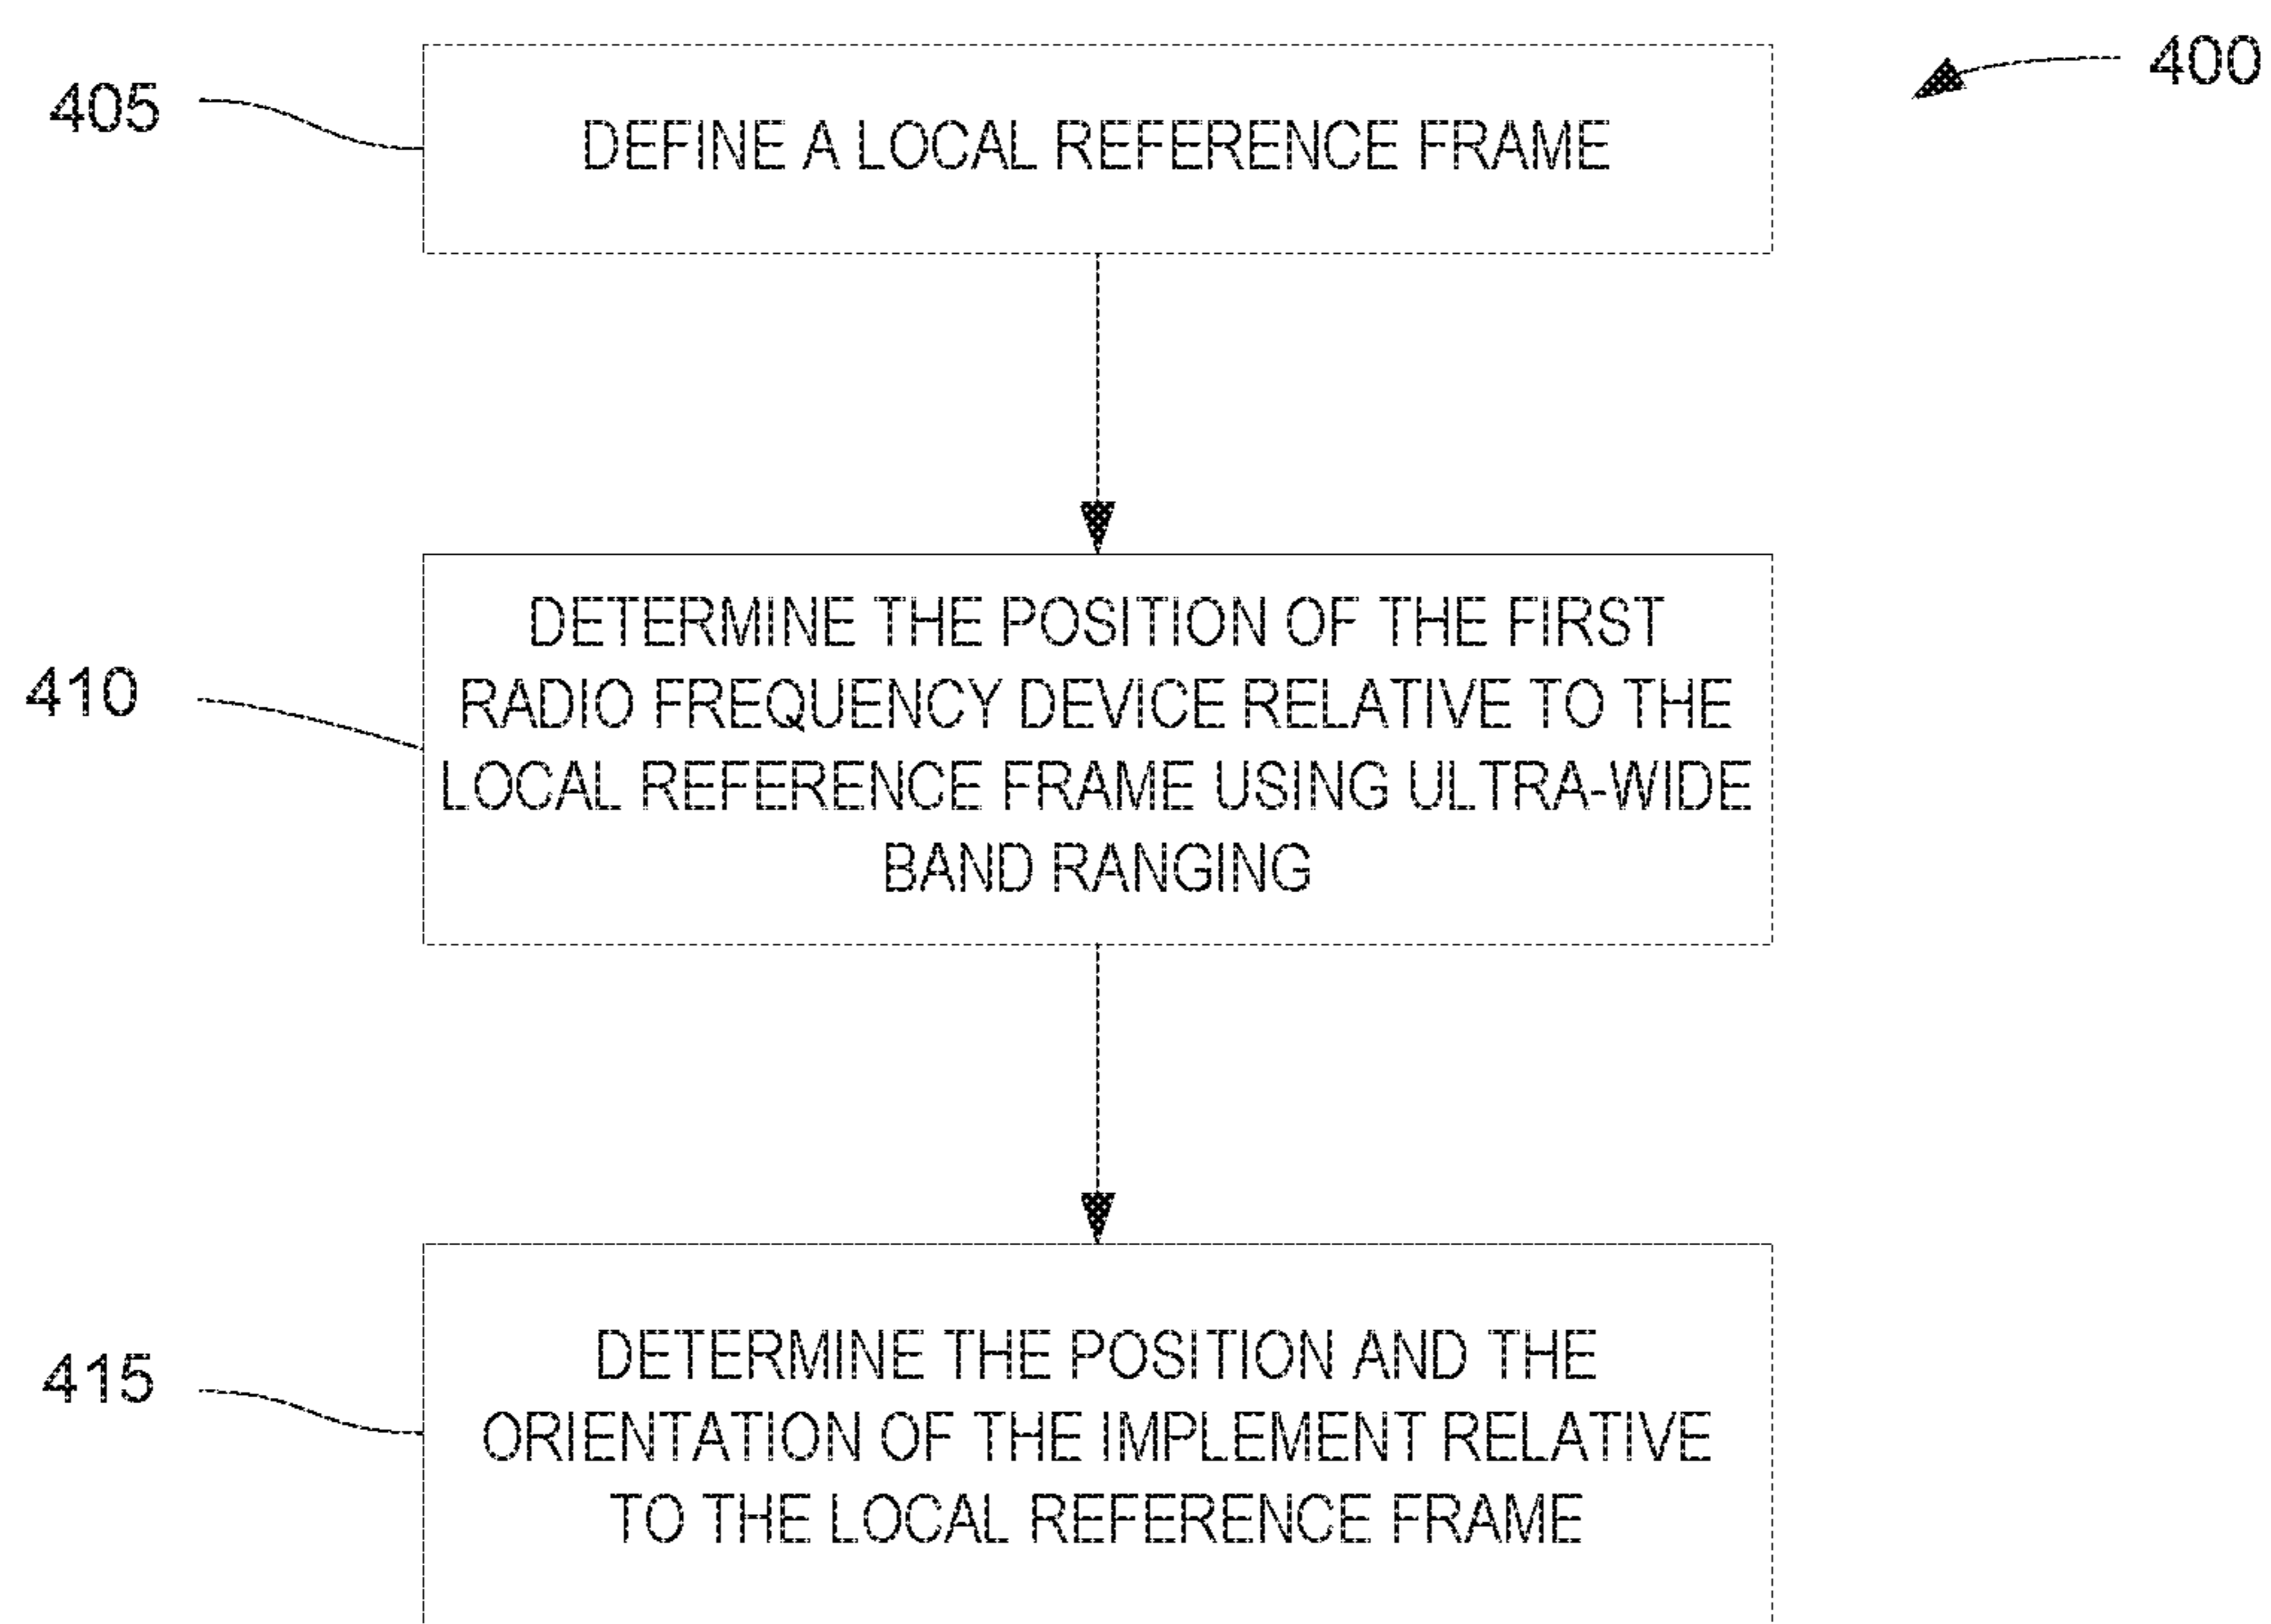 400
405
DEFINE A LOCAL REFERENCE FRAME
410
DETERMINE THE POSITION OF THE FIRST
RADIO FREQUENCY DEVICE RELATIVE TO THE
LOCAL REFERENCE FRAME USING ULTRA-WIDE
BAND RANGING
415
DETERMINE THE POSITION AND THE
ORIENTATION OF THE IMPLEMENT RELATIVE
TO THE LOCAL REFERENCE FRAME